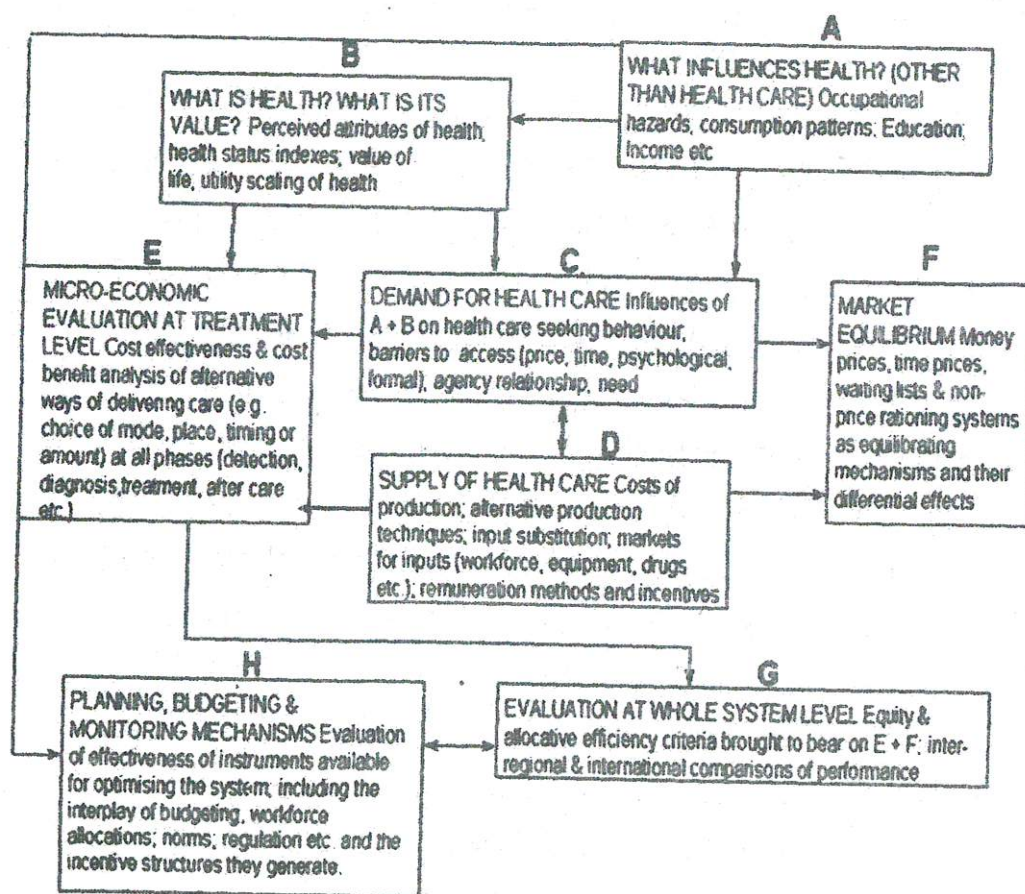 A
WHAT INFLUENCES HEALTH? (OTHER
THAN HEALTH CARE) Occupational
hazards, consumption patterns: Education;
Income etc
B
WHAT IS HEALTH? WHAT IS ITS
VALUE? Perceived attributes of health;
health status indexes; value of
life, utility scaling of health
E
MICRO-ECONOMIC
EVALUATION AT TREATMENT
LEVEL Cost effectiveness & cost
benefit analysis of alternative
ways of delivering care (e.g.
choice of mode, place, timing or
amount) at all phases (detection,
diagnosis,treatment, after care
etc.)
C
DEMAND FOR HEALTH CARE Influences of
A + B on health care seeking behaviour,
barriers to access (price, time, psychological,
formal), agency relationship, need
F
MARKET
EQUILIBRIUM Money
prices, time prices,
waiting lists & non-
price rationing systems
as equilibrating
mechanisms and their
differential effects
D
SUPPLY OF HEALTH CARE Costs of
production; alternative production
techniques; input substitution; markets
for inputs (workforce, equipment, drugs
etc.); remuneration methods and incentives
H
PLANNING, BUDGETING &
MONITORING MECHANISMS Evaluation
of effectiveness of instruments available
for optimising the system; including the
interplay of budgeting, workforce
allocations; norms; regulation etc. and the
incentive structures they generate.
G
EVALUATION AT WHOLE SYSTEM LEVEL Equity &
allocative efficiency criteria brought to bear on E + F; inter-
regional & international comparisons of performance